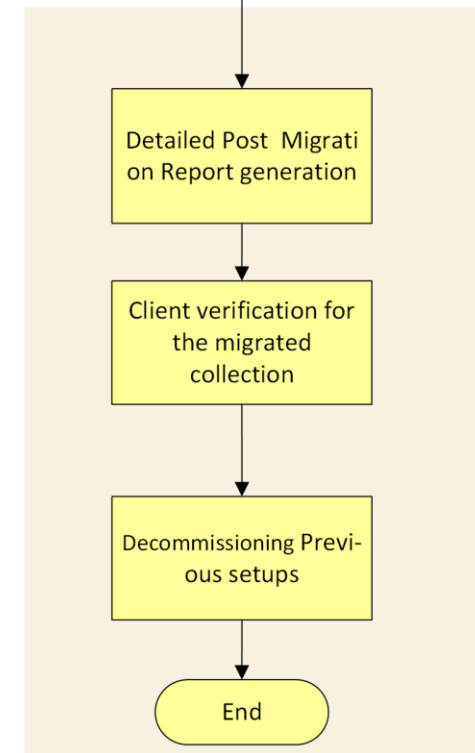 Detailed Post  Migrati
on Report generation
Client verification for
the migrated
collection
Decommissioning Previ-
ous setups
End